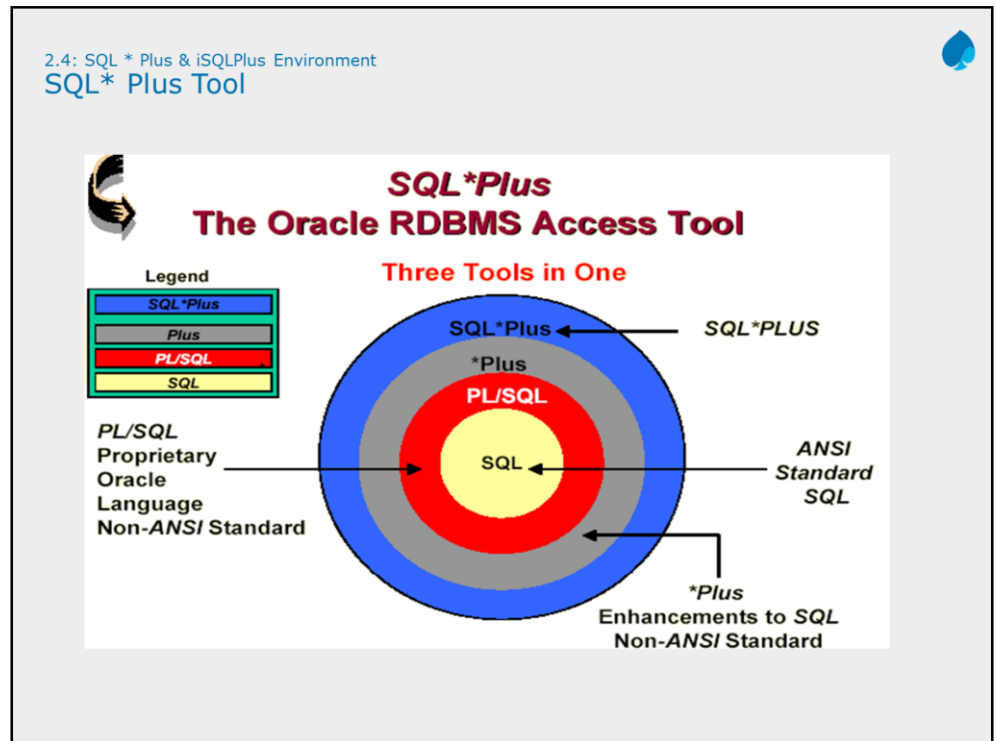 2.4: SQL * Plus & iSQLPlus Environment
SQL* Plus Tool
SQL*Plus
The Oracle RDBMS Access Tool
Three Tools in One
Legend
SQL*Plus
Plus
PL/SQL
SQL
SQL*Plus
*Plus
PL/SQL
SQL
SQL*PLUS
PL/SQL
Proprietary
Oracle
Language
Non-ANSI Standard
ANSI
Standard
SQL
*Plus
Enhancements to SQL
Non-ANSI Standard